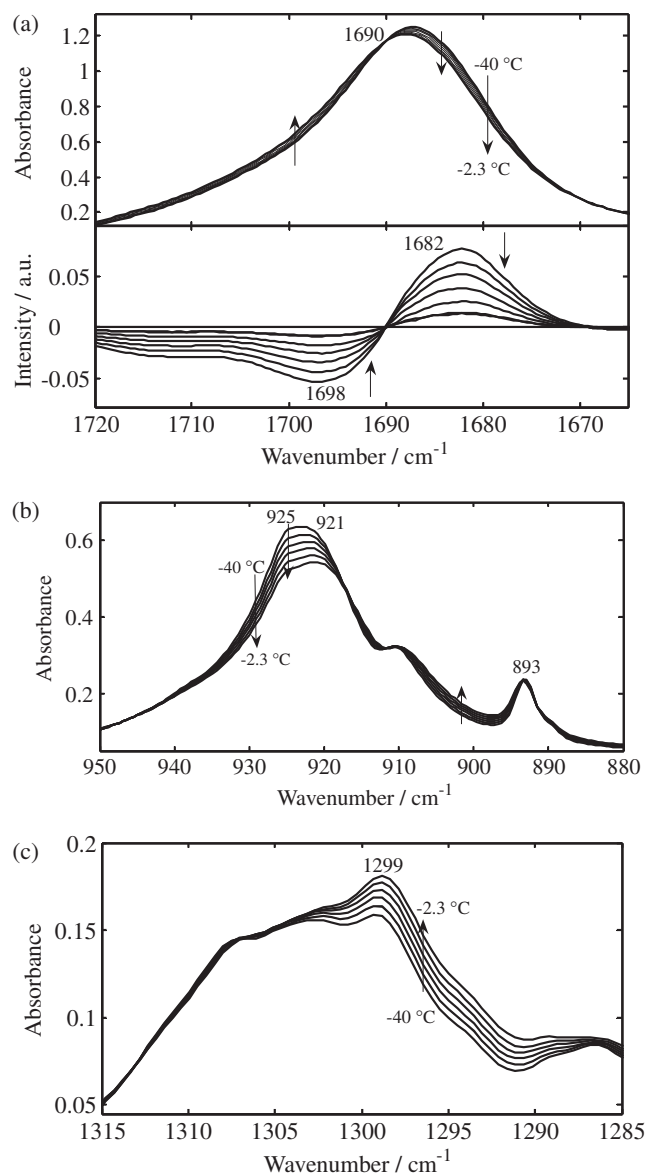 (a)
1.2
1
0.8
0.6
0.4
0.2
Absorbance
1690
-40 °C
-2.3 °C
0.05
0
-0.05
Intensity / a.u.
1682
1698
1720 1710 1700 1690 1680 1670
Wavenumber / cm-1
(b)
0.6
0.4
0.2
Absorbance
925 921
-40 °C
-2.3 °C
893
950 940 930 920 910 900 890 880
Wavenumber / cm-1
(c)
0.2
0.15
0.1
0.05
Absorbance
1299
-2.3 °C
-40 °C
1315 1310 1305 1300 1295 1290 1285
Wavenumber / cm-1